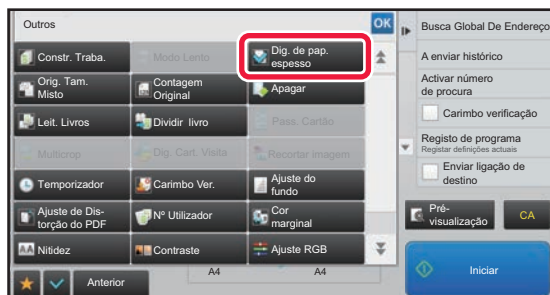 Outros
OK
Constr. Traba.
Modo Lento
Dig. de pap.
espesso
Orig. Tam.
Misto
Contagem
Original
Apagar
Leit. Livros
Dividir livro
Pass. Cartão
Multicrop
Dig. Cart. Visita
Recortar imagem
Temporizador
Carimbo Ver.
Ajuste do
fundo
Ajuste de Dis-
torção do PDF
Nº Utilizador
Cor
marginal
AA Nitidez
Contraste
Ajuste RGB
Anterior
A4
A4
Busca Global De Endereço
A enviar histórico
Activar número
de procura
Carimbo verificação
Registo de programa
Registar definições actuais
Enviar ligação de
destino
Pré-
visualização
CA
Iniciar